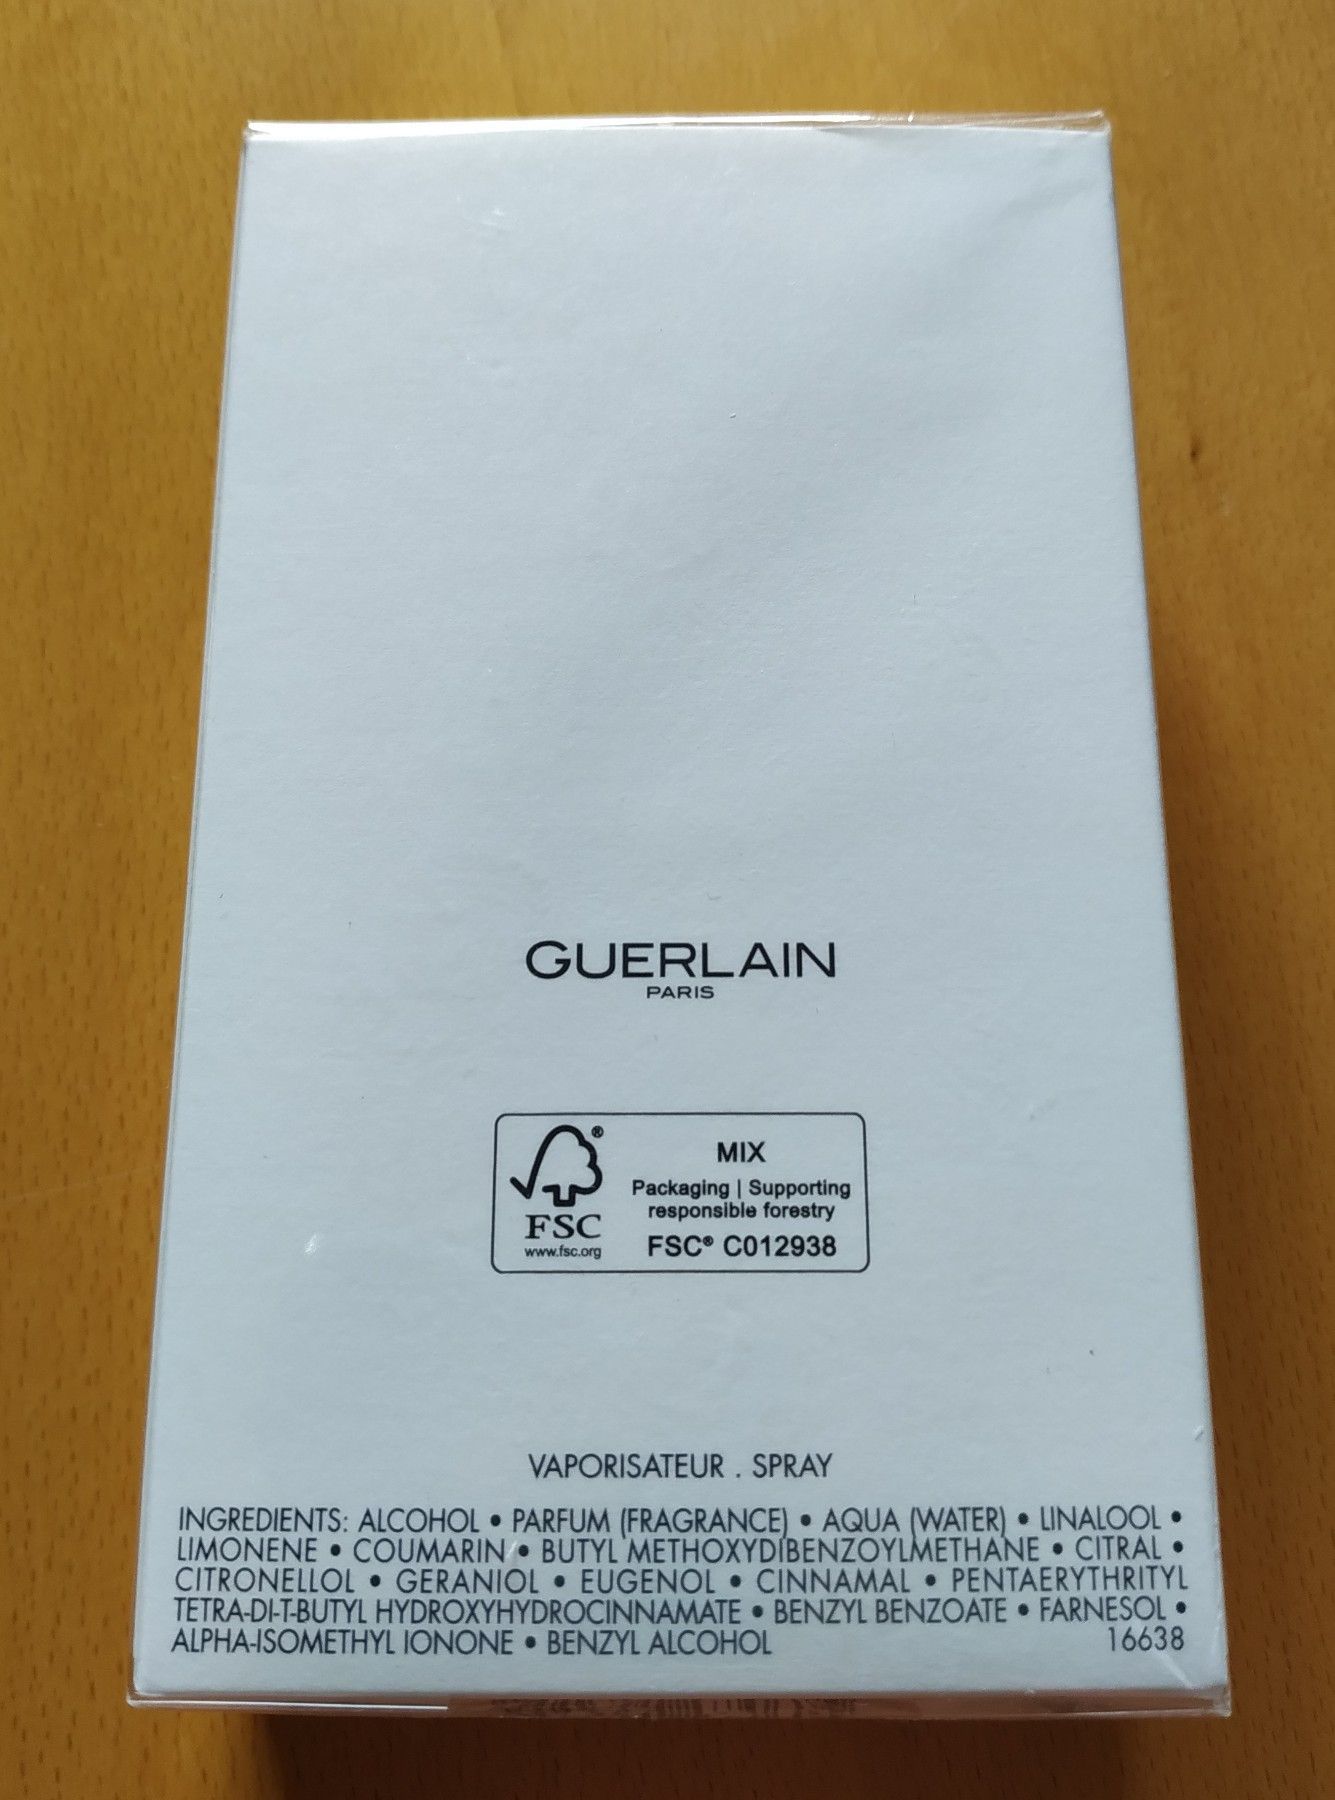 GUERLAIN
PARIS
®
MIX
Packaging | Supporting
responsible forestry
FSC
www.fsc.org
FSC® C012938
VAPORISATEUR . SPRAY
INGREDIENTS: ALCOHOL • PARFUM (FRAGRANCE) • AQUA (WATER) • LINALOOL •
LIMONENE • COUMARIN • BUTYL METHOXYDIBENZOYLMETHANE • CITRAL •
CITRONELLOL • GERANIOL • EUGENOL • CINNAMAL • PENTAERYTHRITYL
TETRA-DI-T-BUTYL HYDROXYHYDROCINNAMATE • BENZYL BENZOATE • FARNESOL •
ALPHA-ISOMETHYL IONONE • BENZYL ALCOHOL 16638